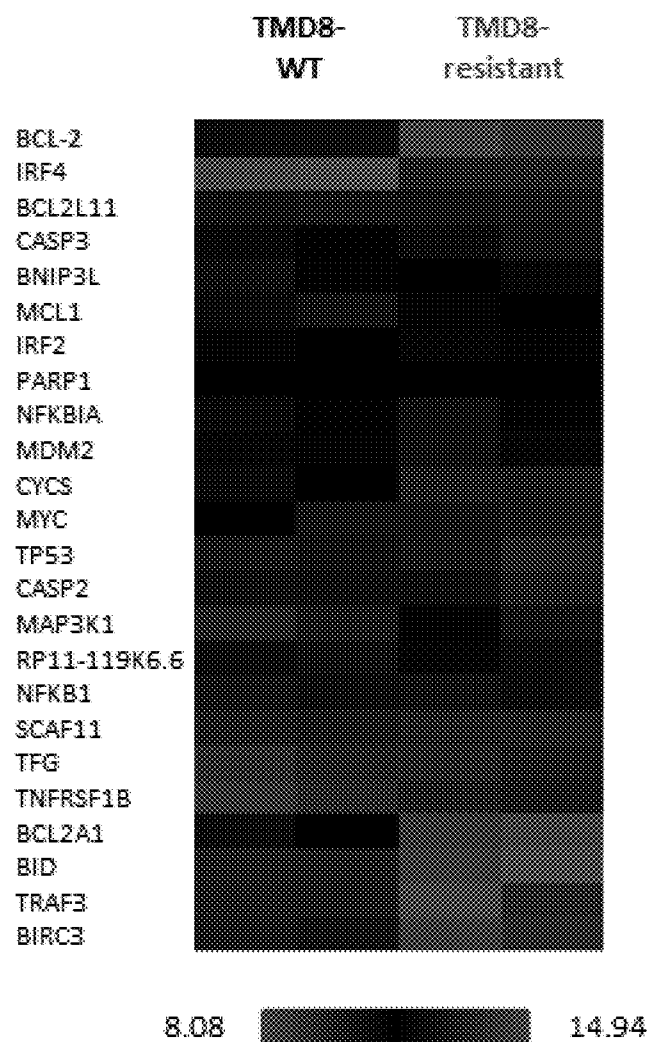 TMD8- TMD8-
WT resistant
BCL-2
IRF4
BCL2L11
CASP3
BNIP3L
MCL1
IRF2
PARP1
NFKBIA
MDM2
CYCS
MYC
TP53
CASP2
MAP3K1
RP11-119K6.6
NFKB1
SCAF11
TFG
TNFRSF1B
BCL2A1
BID
TRAF3
BIRC3
8.08 14.94